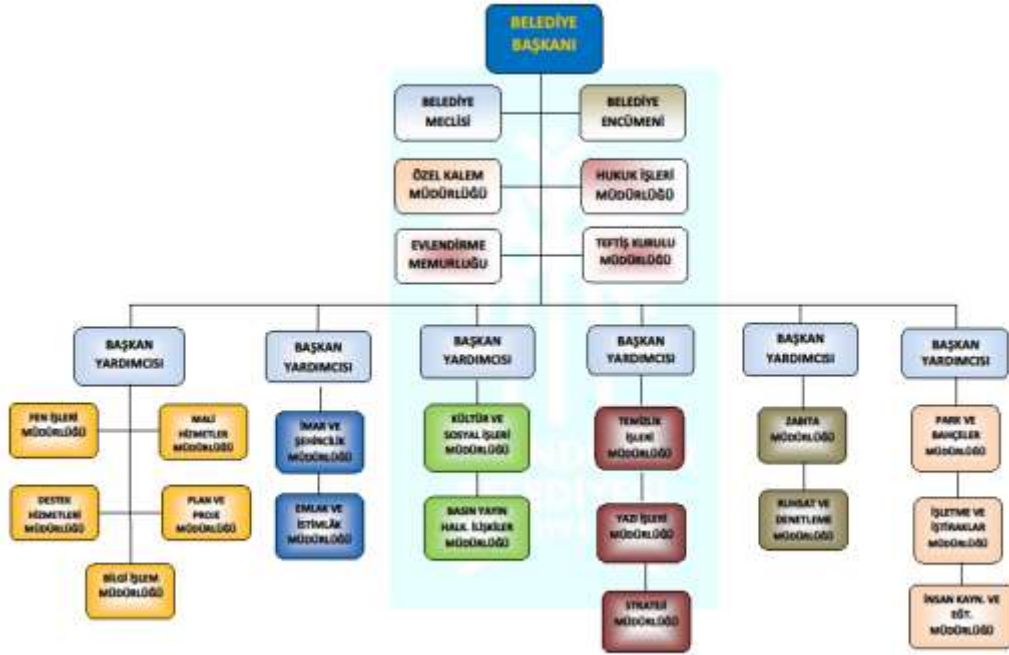 BELEDİYE
BAŞKANI
BELEDİYE
MECLİSİ
BELEDİYE
ENCÜMENİ
ÖZEL KALEM
MÜDÜRLÜĞÜ
HUKUK İŞLERİ
MÜDÜRLÜĞÜ
EVLENDİRME
MEMURLUĞU
TEFTİŞ KURULU
MÜDÜRLÜĞÜ
BAŞKAN
YARDIMCISI
BAŞKAN
YARDIMCISI
BAŞKAN
YARDIMCISI
BAŞKAN
YARDIMCISI
BAŞKAN
YARDIMCISI
BAŞKAN
YARDIMCISI
FEN İŞLERİ
MÜDÜRLÜĞÜ
MALİ
HİZMETLER
MÜDÜRLÜĞÜ
DESTEK
HİZMETLERİ
MÜDÜRLÜĞÜ
PLAN VE
PROJE
MÜDÜRLÜĞÜ
BİLGİ İŞLEM
MÜDÜRLÜĞÜ
İMAR VE
ŞEHİRCİLİK
MÜDÜRLÜĞÜ
EMLAK VE
İSTİMLÂK
MÜDÜRLÜĞÜ
KÜLTÜR VE
SOSYAL İŞLERİ
MÜDÜRLÜĞÜ
BASIN YAYIN
HALK. İLİŞKİLER
MÜDÜRLÜĞÜ
TEMİZLİK
İŞLERİ
MÜDÜRLÜĞÜ
YAZI İŞLERİ
MÜDÜRLÜĞÜ
STRATEJİ
MÜDÜRLÜĞÜ
ZABITA
MÜDÜRLÜĞÜ
RUHSAT VE
DENETLEME
MÜDÜRLÜĞÜ
PARK VE
BAHÇELER
MÜDÜRLÜĞÜ
İŞLETME VE
İŞTİRAKLAR
MÜDÜRLÜĞÜ
İNSAN KAYN. VE
EĞT.
MÜDÜRLÜĞÜ